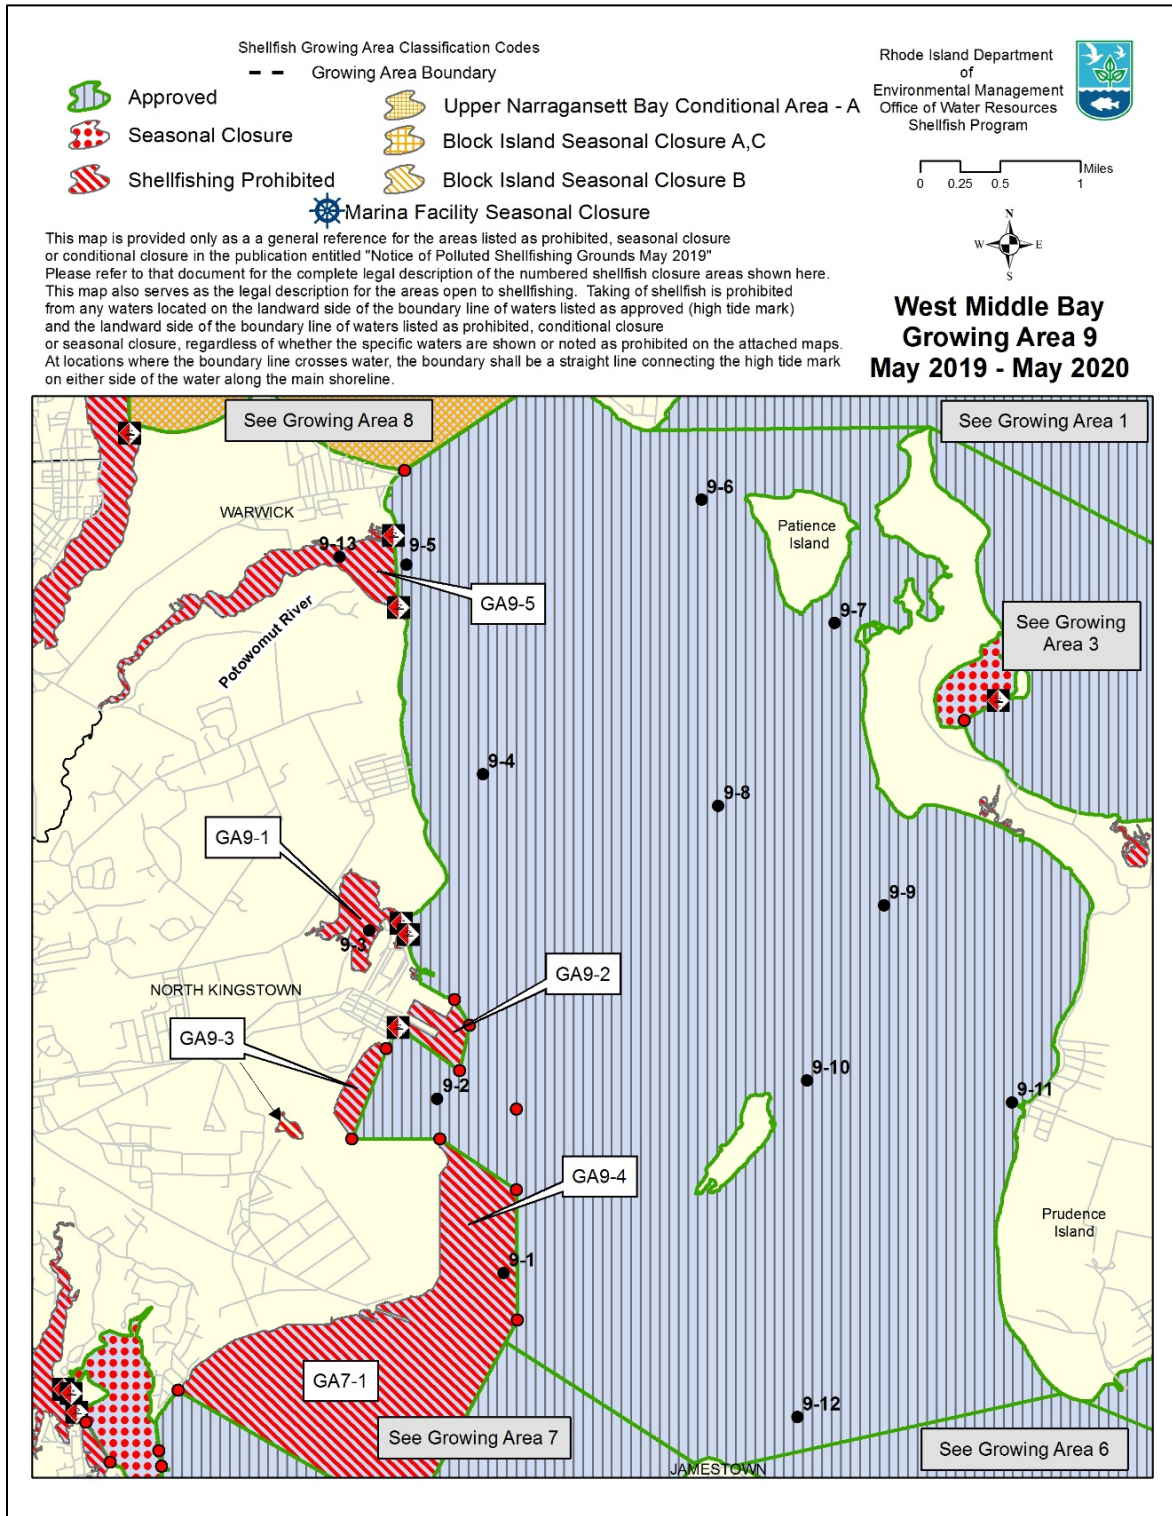 Shellfish Growing Area Classification Codes
Growing Area Boundary
Approved
Seasonal Closure
Shellfishing Prohibited
Upper Narragansett Bay Conditional Area - A
Block Island Seasonal Closure A,C
Block Island Seasonal Closure B
Marina Facility Seasonal Closure
Rhode Island Department
of
Environmental Management
Office of Water Resources
Shellfish Program
Miles
0 0.25 0.5 1
N
W E
S
This map is provided only as a a general reference for the areas listed as prohibited, seasonal closure
or conditional closure in the publication entitled "Notice of Polluted Shellfishing Grounds May 2019"
Please refer to that document for the complete legal description of the numbered shellfish closure areas shown here.
This map also serves as the legal description for the areas open to shellfishing. Taking of shellfish is prohibited
from any waters located on the landward side of the boundary line of waters listed as approved (high tide mark)
and the landward side of the boundary line of waters listed as prohibited, conditional closure
or seasonal closure, regardless of whether the specific waters are shown or noted as prohibited on the attached maps.
At locations where the boundary line crosses water, the boundary shall be a straight line connecting the high tide mark
on either side of the water along the main shoreline.
West Middle Bay
Growing Area 9
May 2019 - May 2020
See Growing Area 8
See Growing Area 1
9-6
WARWICK
Patience
Island
9-13
9-5
GA9-5
Potowomut River
9-7
See Growing
Area 3
9-4
9-8
GA9-1
9-9
9-3
NORTH KINGSTOWN
GA9-2
GA9-3
9-2
9-10
9-11
GA9-4
Prudence
Island
9-1
GA7-1
9-12
See Growing Area 7
See Growing Area 6
JAMESTOWN